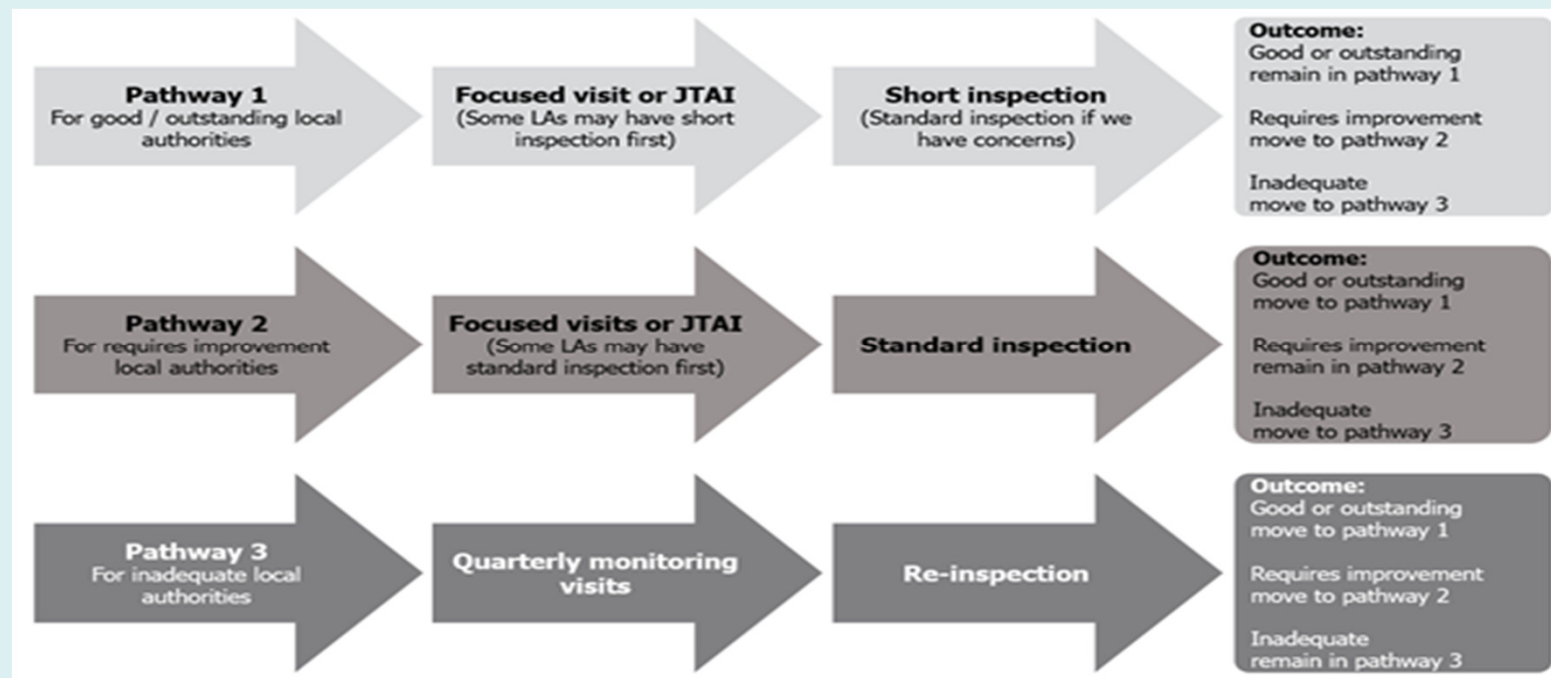 Pathway 1
For good / outstanding local
authorities
Focused visit or JTAI
(Some LAs may have short
inspection first)
Short inspection
(Standard inspection if we
have concerns)
Outcome:
Good or outstanding
remain in pathway 1
Requires improvement
move to pathway 2
Inadequate
move to pathway 3
Pathway 2
For requires improvement
local authorities
Focused visits or JTAI
(Some LAs may have
standard inspection first)
Standard inspection
Outcome:
Good or outstanding
move to pathway 1
Requires improvement
remain in pathway 2
Inadequate
move to pathway 3
Pathway 3
For inadequate local
authorities
Quarterly monitoring
visits
Re-inspection
Outcome:
Good or outstanding
move to pathway 1
Requires improvement
move to pathway 2
Inadequate
remain in pathway 3